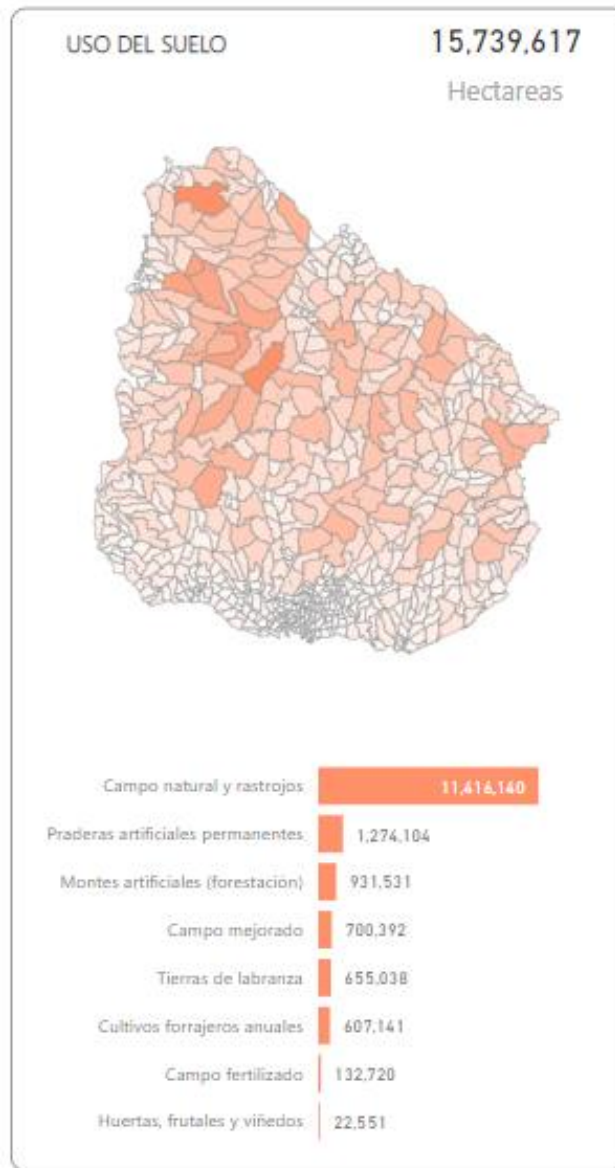 USO DEL SUELO 15,739,617
Hectareas
Campo natural y rastrojos 11,416,140
Praderas artificiales permanentes 1,274,104
Montes artificiales (forestación) 931,531
Campo mejorado 700,392
Tierras de labranza 655,038
Cultivos forrajeros anuales 607,141
Campo fertilizado 132,720
Huertas, frutales y viñedos 22,551